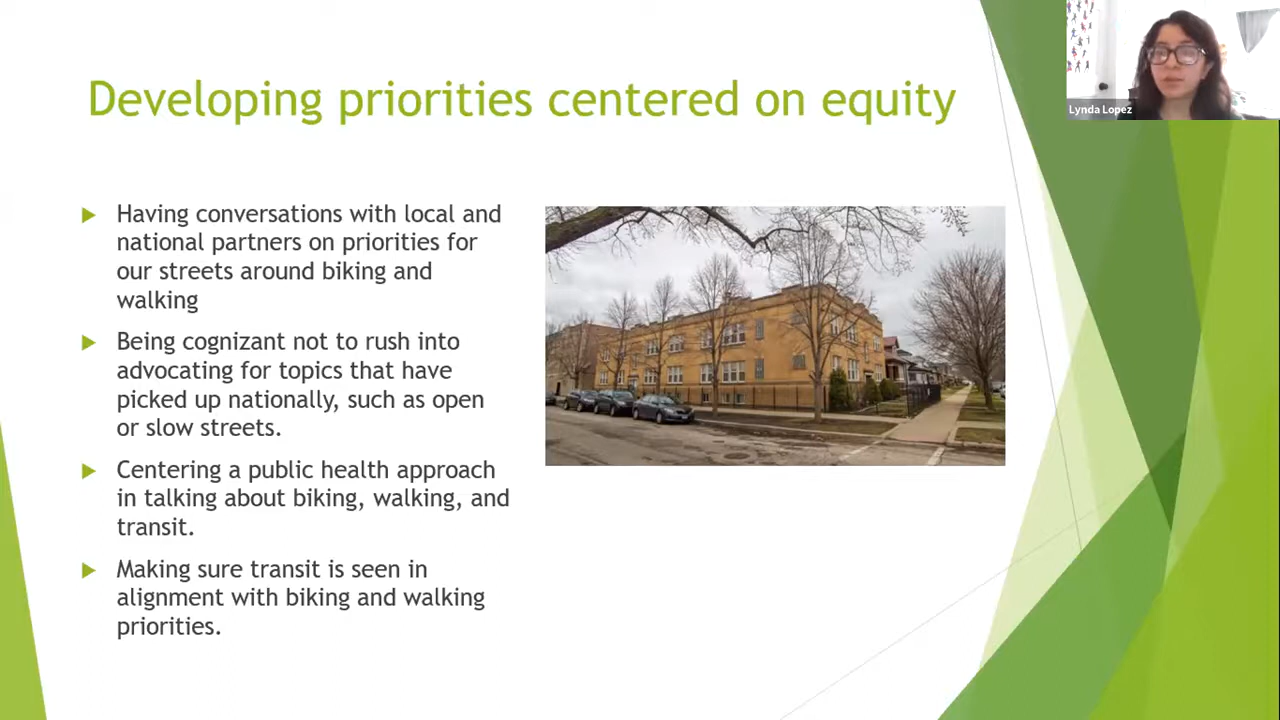 Developing priorities centered on equity
Lynda Lopez
Having conversations with local and
national partners on priorities for
our streets around biking and
walking
Being cognizant not to rush into
advocating for topics that have
picked up nationally, such as open
or slow streets.
Centering a public health approach
in talking about biking, walking, and
transit.
Making sure transit is seen in
alignment with biking and walking
priorities.